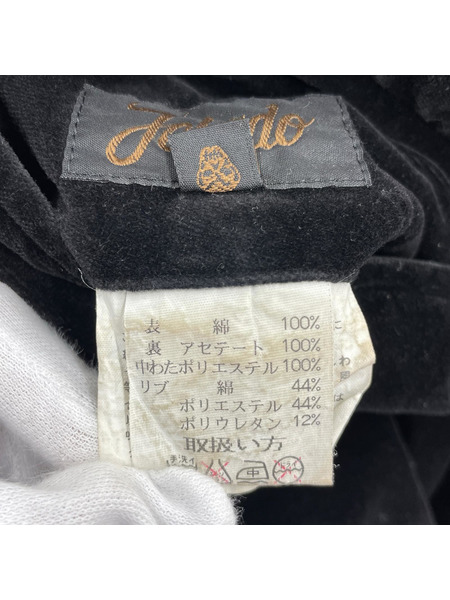 表 綿 100%
裏 アセテート 100%
中わたポリエステル 100%
リブ 綿 44%
ポリエステル 44%
ポリウレタン 12%
取扱い方